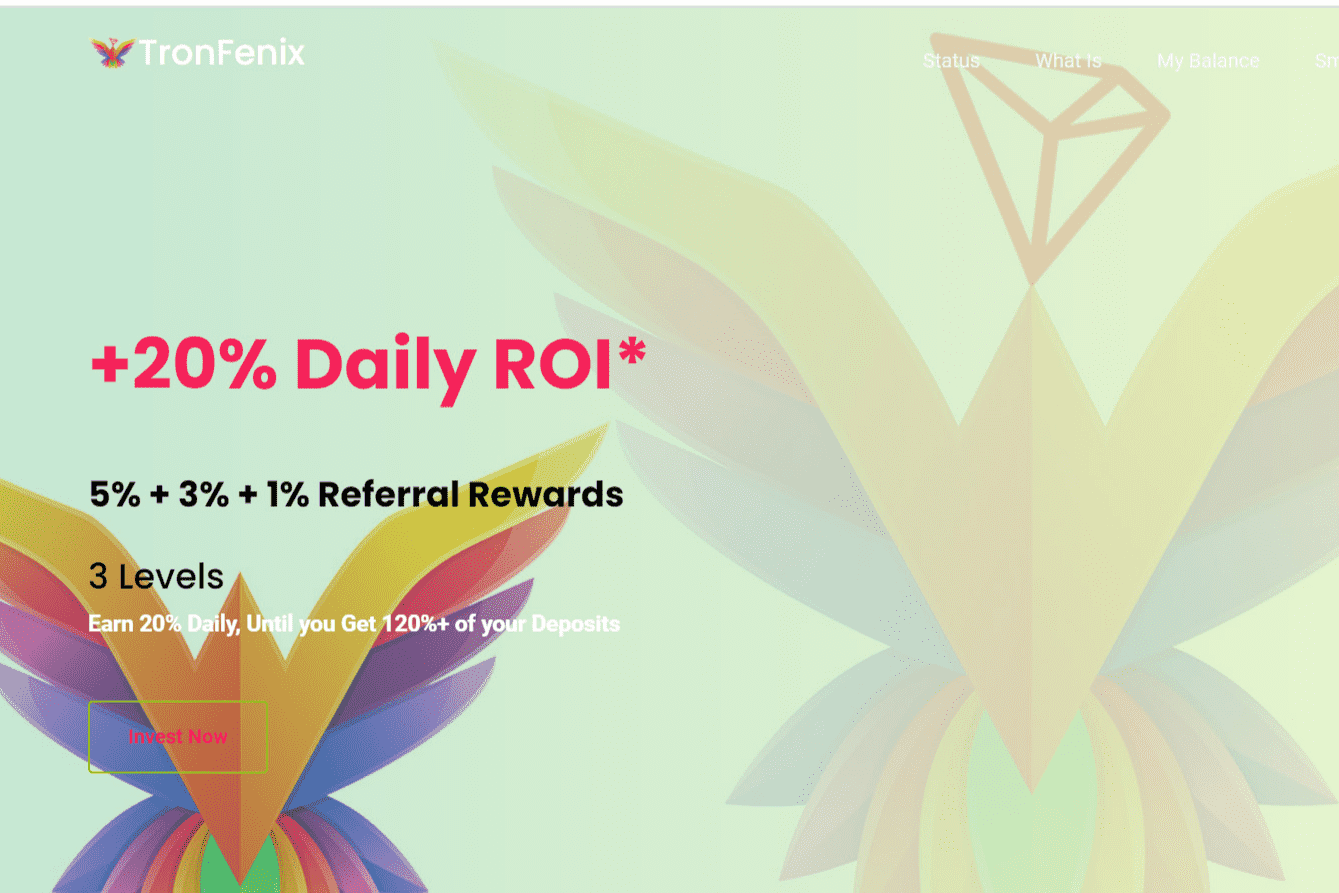 TronFenix
Status What Is My Balance Sm
+20% Daily ROI*
5% + 3% + 1% Referral Rewards
3 Levels
Earn 20% Daily, Until you Get 120%+ of your Deposits
Invest Now